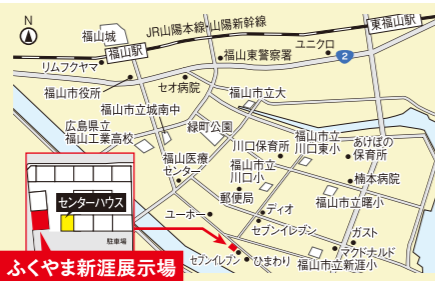 N
JR山陽本線・山陽新幹線
東福山駅
福山城
福山駅
ユニクロ
福山東警察署
2
リムフクヤマ
セオ病院
福山市役所
福山市立大
福山市立城南中
広島県立
福山工業高校
緑町公園
川口保育所
福山市立
川口東小
あけぼの
保育所
福山医療
センター
福山市立
川口小
楠本病院
郵便局
福山市立曙小
センターハウス
ユーホー
ディオ
セブンイレブン
ガスト
駐車場
マクドナルド
セブンイレブン
ひまわり
福山市立新涯小
ふくやま新涯展示場